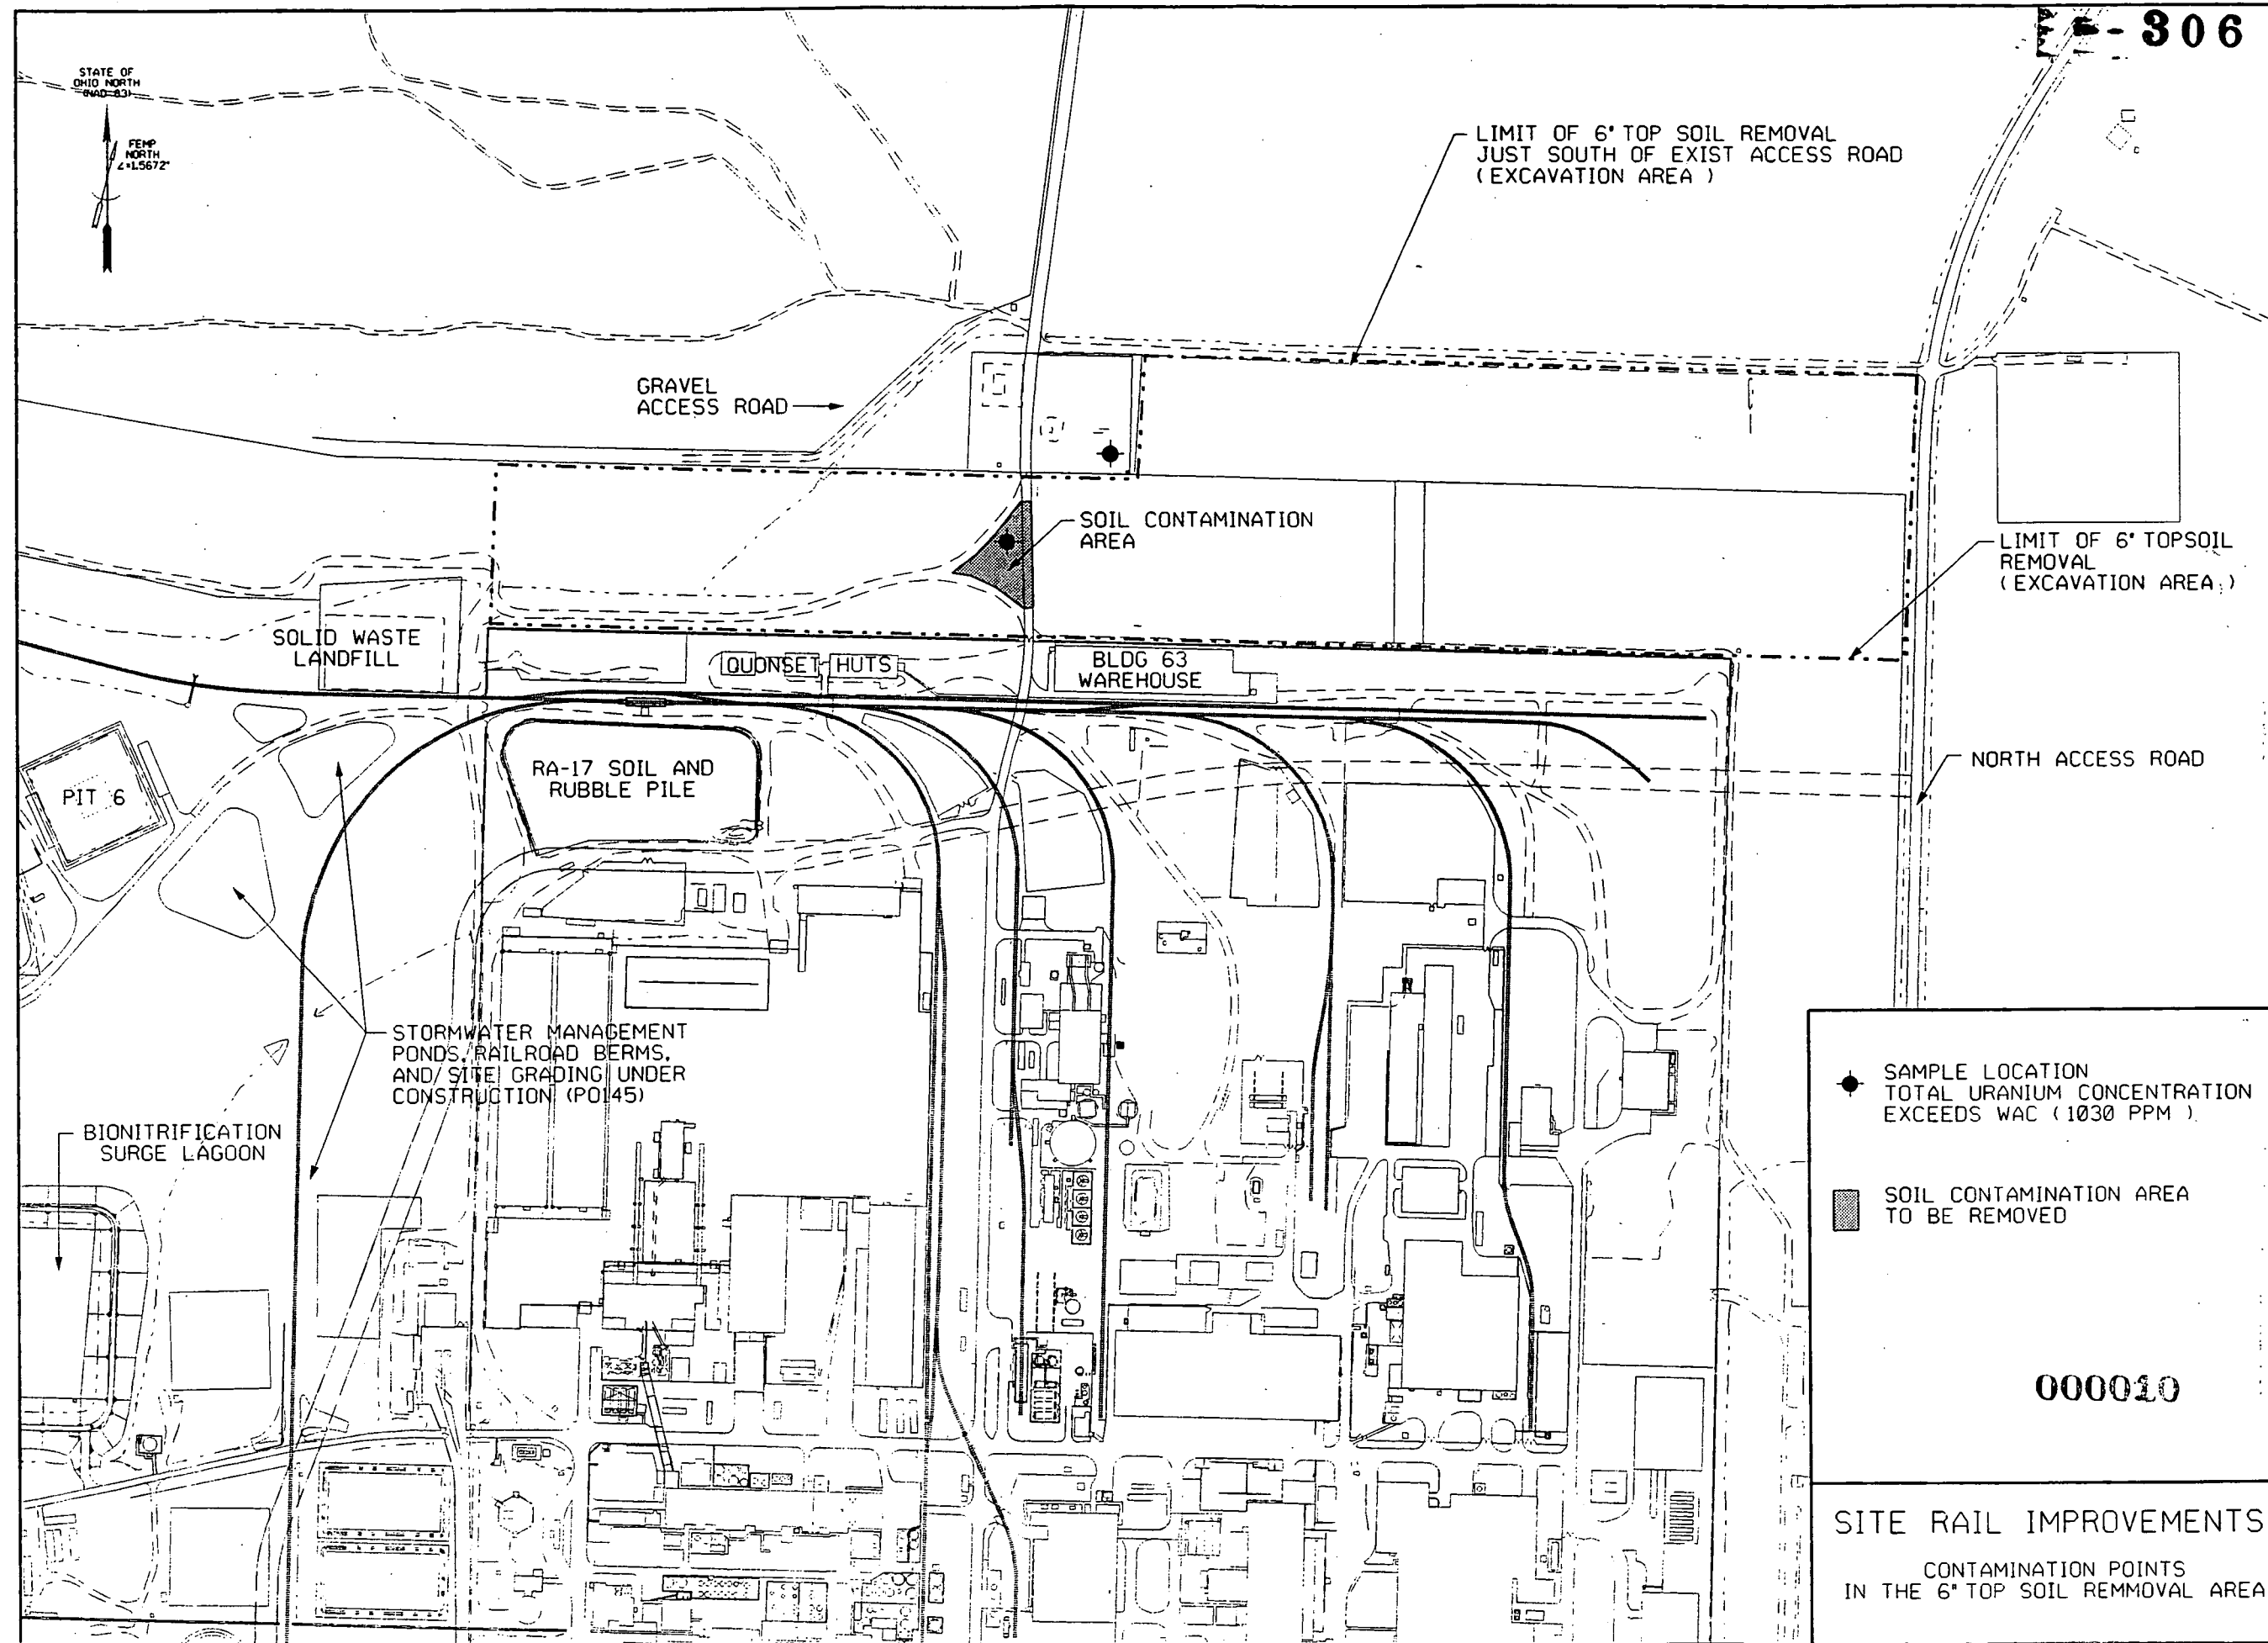 - 306
STATE OF
OHIO NORTH
(NAD-83)
FEMP
NORTH
∠=1.5672°
LIMIT OF 6" TOP SOIL REMOVAL
JUST SOUTH OF EXIST ACCESS ROAD
( EXCAVATION AREA )
GRAVEL
ACCESS ROAD
SOIL CONTAMINATION
AREA
LIMIT OF 6" TOPSOIL
REMOVAL
( EXCAVATION AREA )
SOLID WASTE
LANDFILL
QUONSET HUTS
BLDG 63
WAREHOUSE
NORTH ACCESS ROAD
RA-17 SOIL AND
RUBBLE PILE
PIT 6
STORMWATER MANAGEMENT
PONDS, RAILROAD BERMS,
AND SITE GRADING UNDER
CONSTRUCTION (PO145)
BIONITRIFICATION
SURGE LAGOON
SAMPLE LOCATION
TOTAL URANIUM CONCENTRATION
EXCEEDS WAC ( 1030 PPM )
SOIL CONTAMINATION AREA
TO BE REMOVED
000010
SITE RAIL IMPROVEMENTS
CONTAMINATION POINTS
IN THE 6" TOP SOIL REMMOVAL AREA